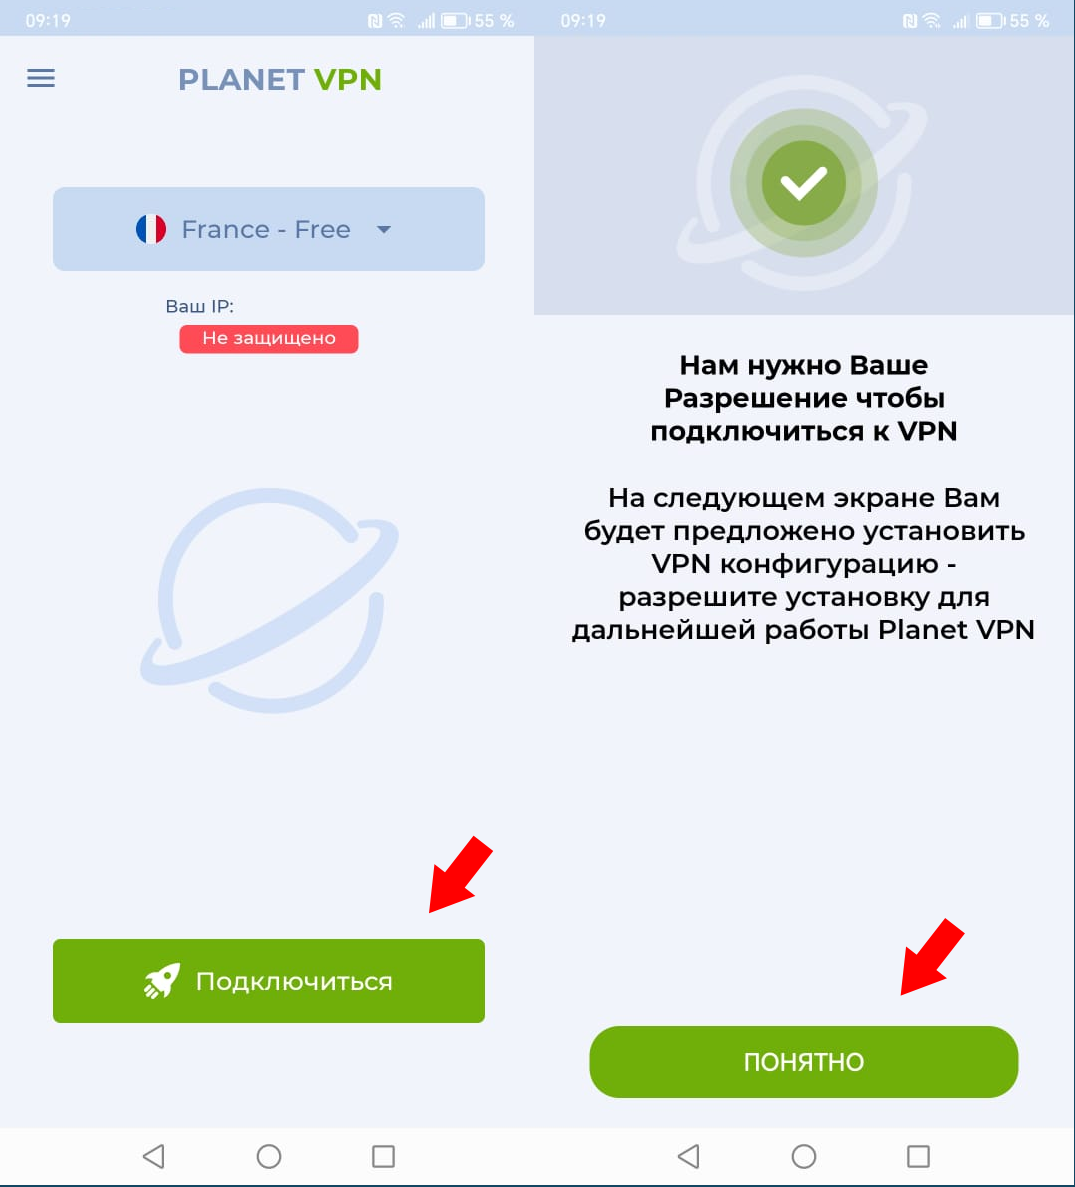 09:19
55 %
PLANET VPN
France - Free
Ваш IP:
Не защищено
Подключиться
09:19
55 %
Нам нужно Ваше
Разрешение чтобы
подключиться к VPN
На следующем экране Вам
будет предложено установить
VPN конфигурацию -
разрешите установку для
дальнейшей работы Planet VPN
ПОНЯТНО